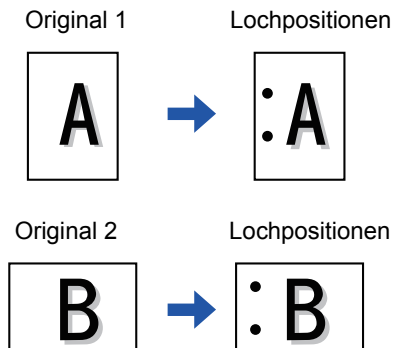 Original 1 Lochpositionen
A A
Original 2 Lochpositionen
B B